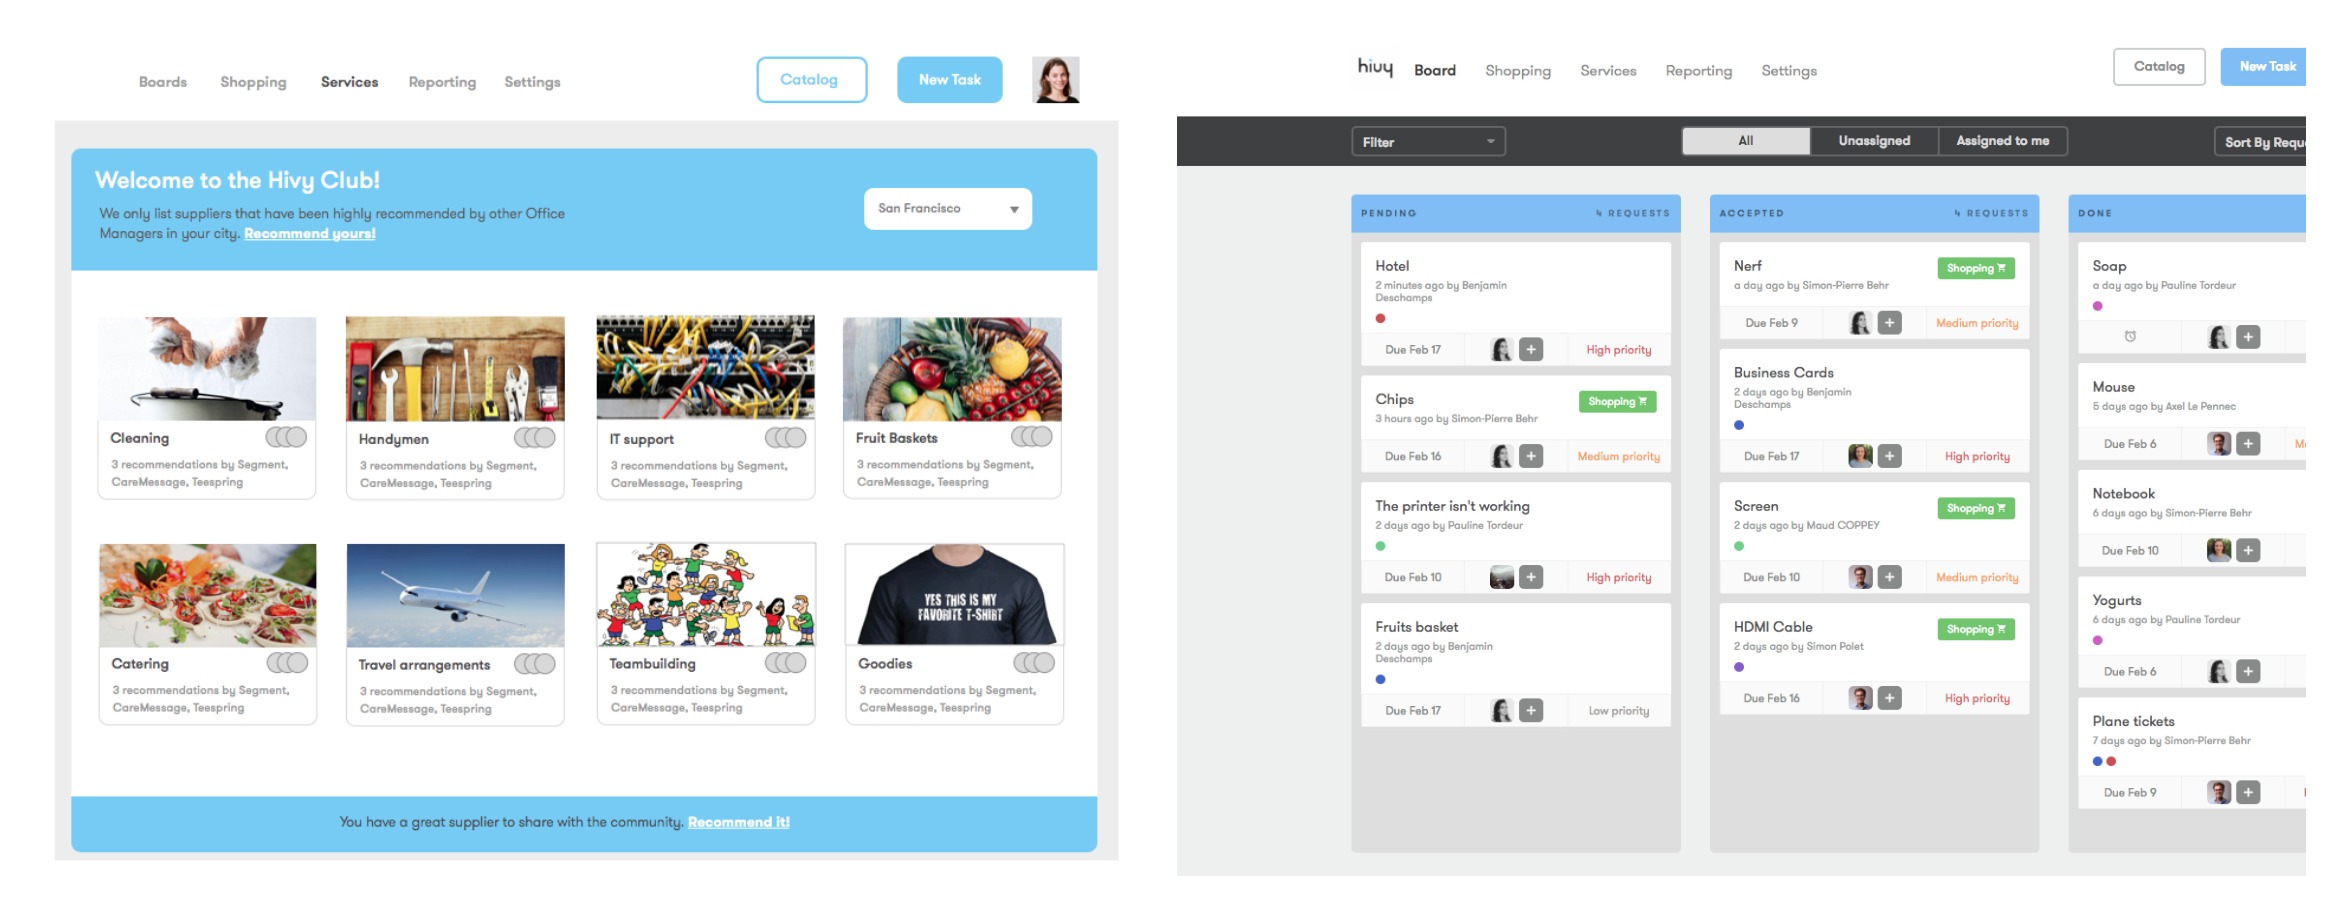 Boards Shopping Services Reporting Settings Catalog New Task
Welcome to the Hivy Club!
We only list suppliers that have been highly recommended by other Office
Managers in your city. Recommend yours!
San Francisco
Cleaning
3 recommendations by Segment,
CareMessage, Teespring
Handymen
3 recommendations by Segment,
CareMessage, Teespring
IT support
3 recommendations by Segment,
CareMessage, Teespring
Fruit Baskets
3 recommendations by Segment,
CareMessage, Teespring
YES THIS IS MY
FAVORITE T-SHIRT
Catering
3 recommendations by Segment,
CareMessage, Teespring
Travel arrangements
3 recommendations by Segment,
CareMessage, Teespring
Teambuilding
3 recommendations by Segment,
CareMessage, Teespring
Goodies
3 recommendations by Segment,
CareMessage, Teespring
You have a great supplier to share with the community. Recommend it!
hivy Board Shopping Services Reporting Settings Catalog New Task
Filter All Unassigned Assigned to me Sort By Reque
PENDING 4 REQUESTS
Hotel
2 minutes ago by Benjamin
Deschamps
Due Feb 17 + High priority
Chips Shopping
3 hours ago by Simon-Pierre Behr
Due Feb 16 + Medium priority
The printer isn't working
2 days ago by Pauline Tordeur
Due Feb 10 + High priority
Fruits basket
2 days ago by Benjamin
Deschamps
Due Feb 17 + Low priority
ACCEPTED 4 REQUESTS
Nerf Shopping
a day ago by Simon-Pierre Behr
Due Feb 9 + Medium priority
Business Cards
2 days ago by Benjamin
Deschamps
Due Feb 17 + High priority
Screen Shopping
2 days ago by Maud COPPEY
Due Feb 10 + Medium priority
HDMI Cable Shopping
2 days ago by Simon Polet
Due Feb 16 + High priority
DONE
Soap
a day ago by Pauline Tordeur
+
Mouse
5 days ago by Axel Le Pennec
Due Feb 6 + M
Notebook
6 days ago by Simon-Pierre Behr
Due Feb 10 +
Yogurts
6 days ago by Pauline Tordeur
Due Feb 6 +
Plane tickets
7 days ago by Simon-Pierre Behr
Due Feb 9 +